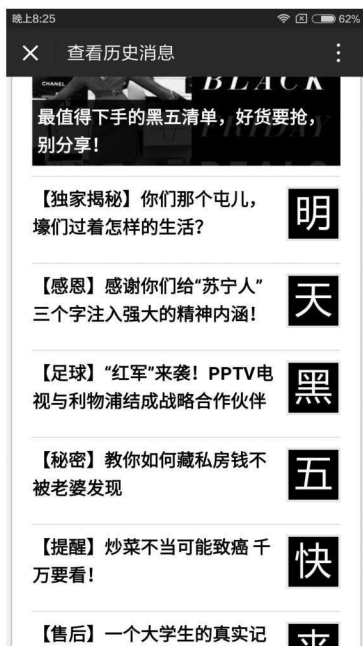 晚上8:25
62%
查看历史消息
CHANEL
BLACK
FRIDAY
最值得下手的黑五清单，好货要抢，
别分享！
【独家揭秘】你们那个屯儿，
壕们过着怎样的生活？
明
【感恩】感谢你们给“苏宁人”
三个字注入强大的精神内涵！
天
【足球】“红军”来袭！PPTV电
视与利物浦结成战略合作伙伴
黑
【秘密】教你如何藏私房钱不
被老婆发现
五
【提醒】炒菜不当可能致癌 千
万要看！
快
【售后】一个大学生的真实记
来